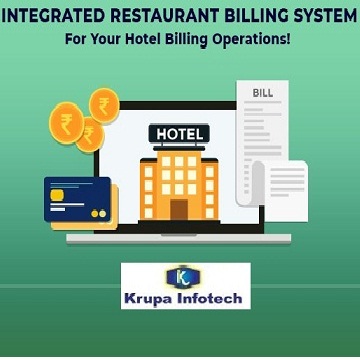 INTEGRATED RESTAURANT BILLING SYSTEM
For Your Hotel Billing Operations!
BILL
HOTEL
₹
₹
₹
K
Krupa Infotech